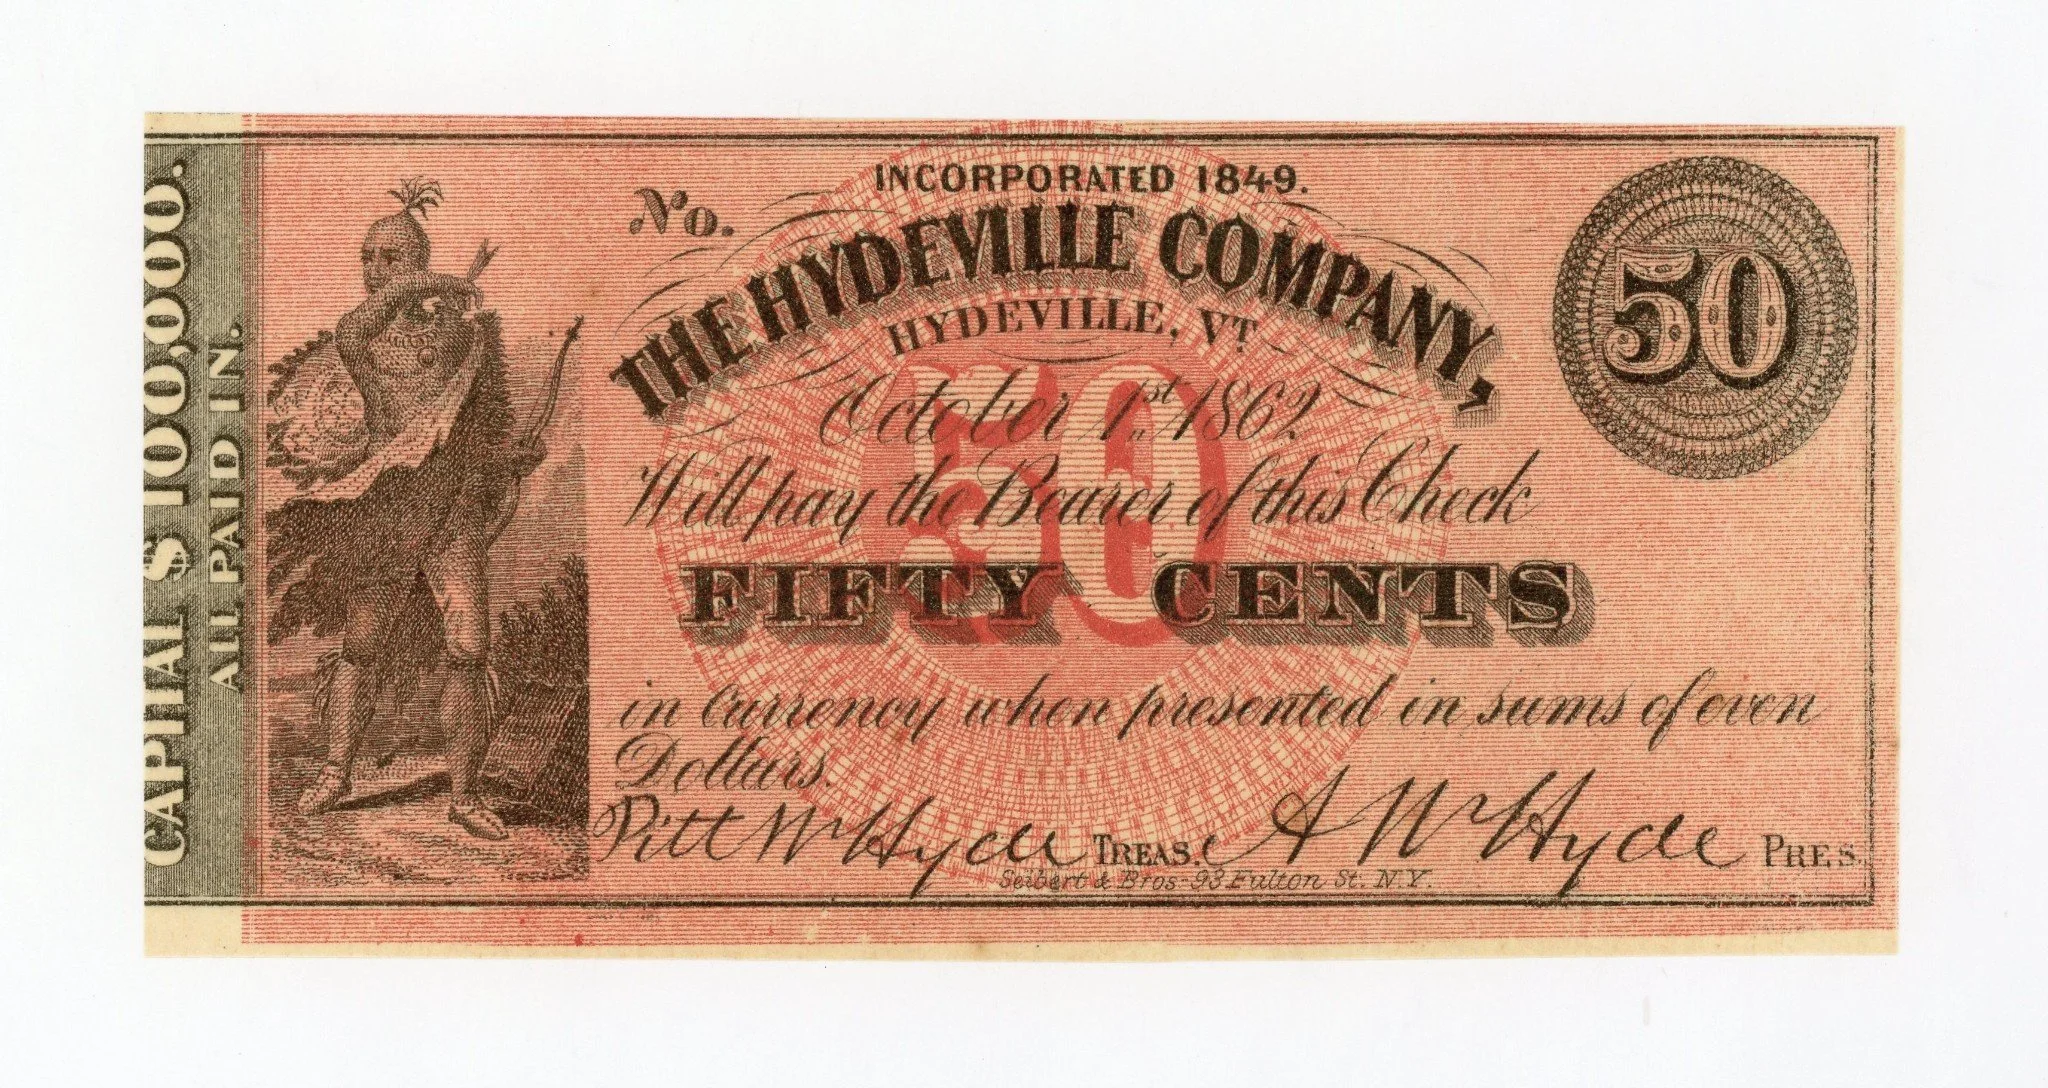 CAPITAL $100,000.
ALL PAID IN.
No.
INCORPORATED 1849.
THE HYDEVILLE COMPANY,
HYDEVILLE, VT.
50
50
October 1st 1862.
Will pay the Bearer of this Check
FIFTY CENTS
in currency when presented in sums of even
Dollars.
Pitt W Hyde TREAS. A W Hyde PRES.
Seibert & Bros- 93 Fulton St. N.Y.